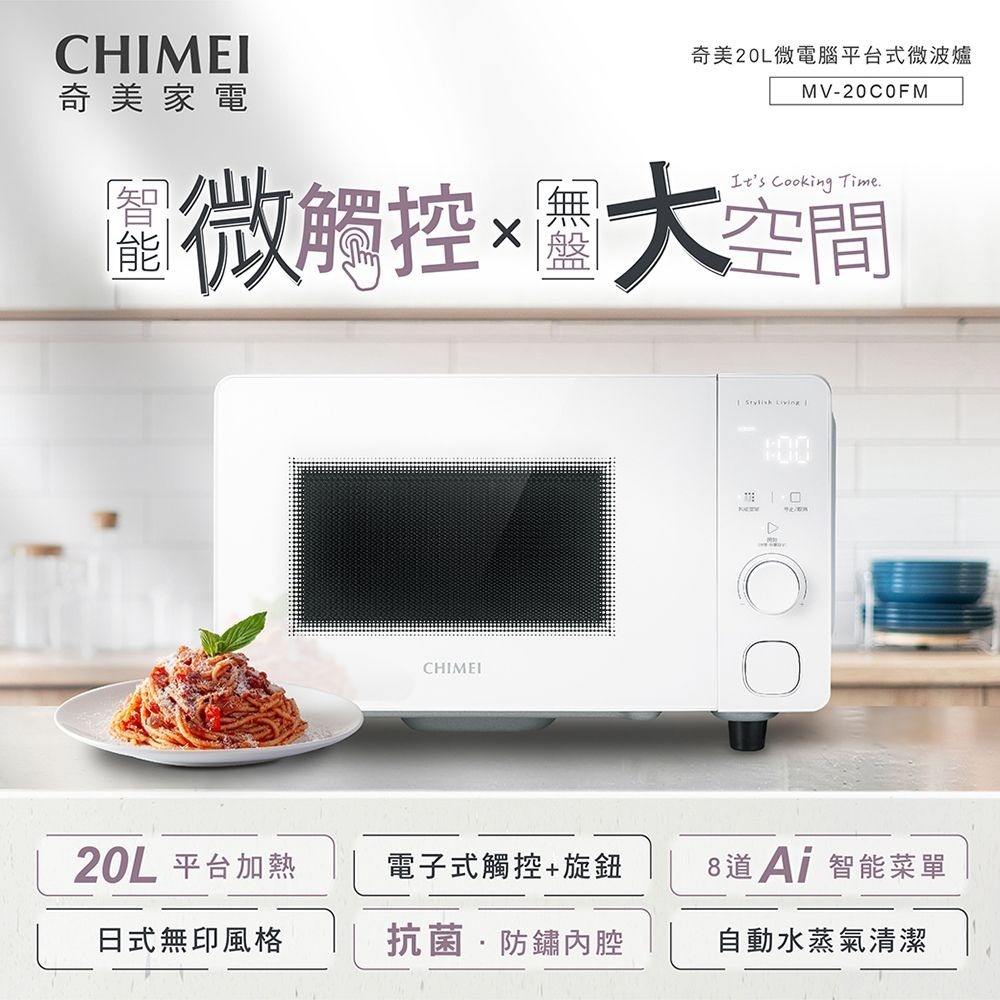 CHIMEI
奇美家電
奇美20L微電腦平台式微波爐
MV-20C0FM
智能 微觸控 × 無盤 大空間
It's Cooking Time.
Stylish Living
1:00
開始
CHIMEI
20L 平台加熱
電子式觸控+旋鈕
8道 Ai 智能菜單
日式無印風格
抗菌·防鏽內腔
自動水蒸氣清潔